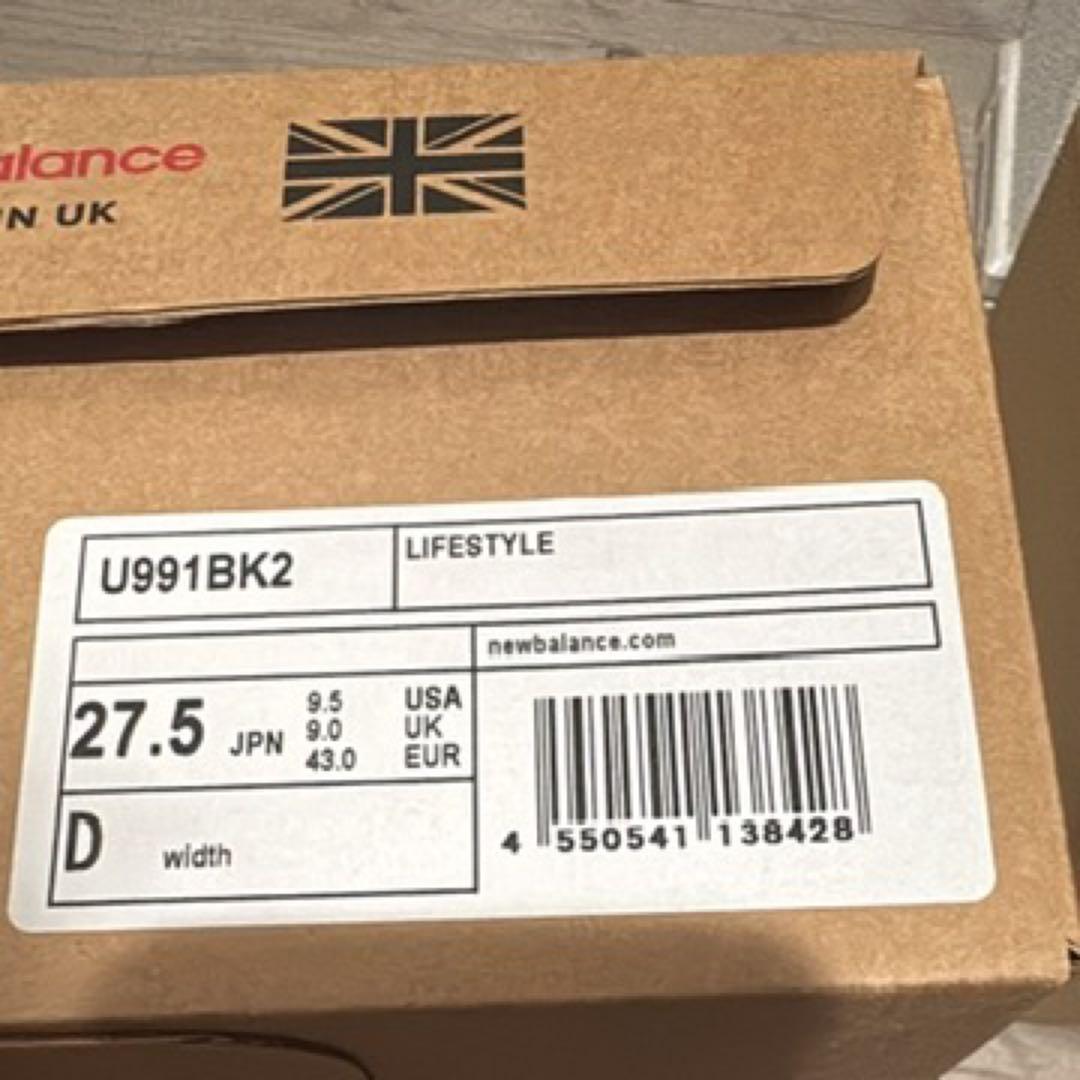 alance
IN UK
U991BK2
LIFESTYLE
newbalance.com
27.5 JPN
9.5 USA
9.0 UK
43.0 EUR
D width
4 550541 138428